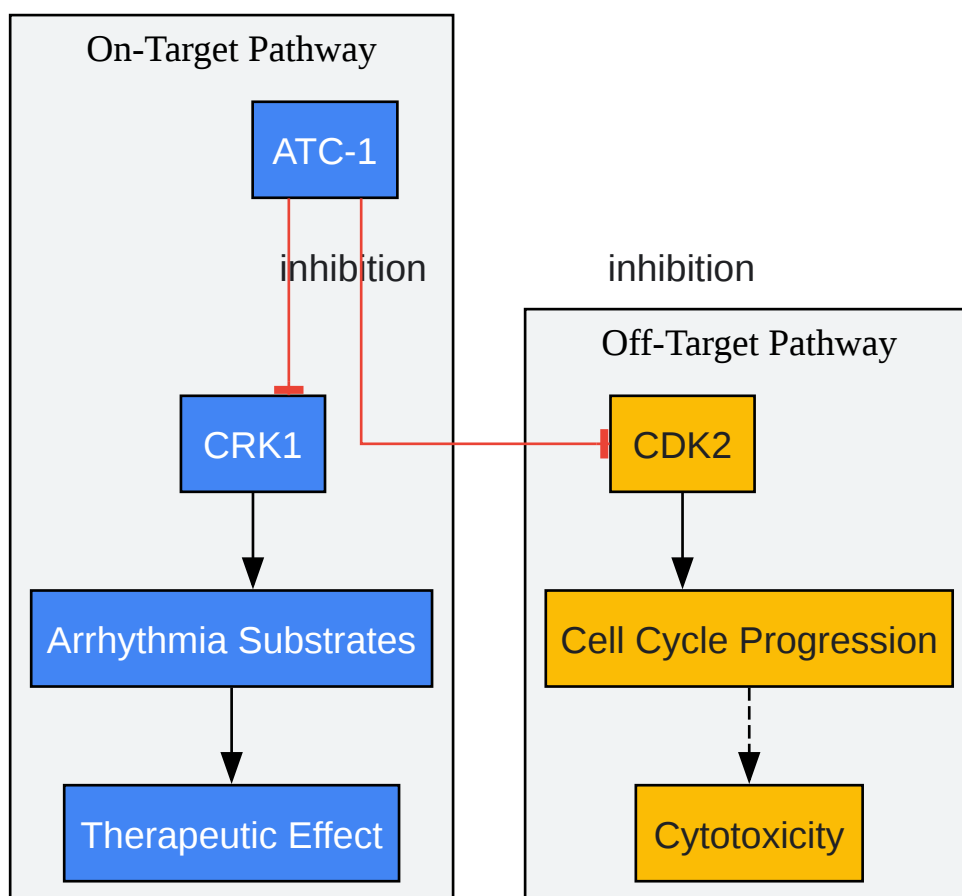 On-Target Pathway
ATC-1
inhibition
inhibition
Off-Target Pathway
CRK1
CDK2
Arrhythmia Substrates
Cell Cycle Progression
Therapeutic Effect
Cytotoxicity